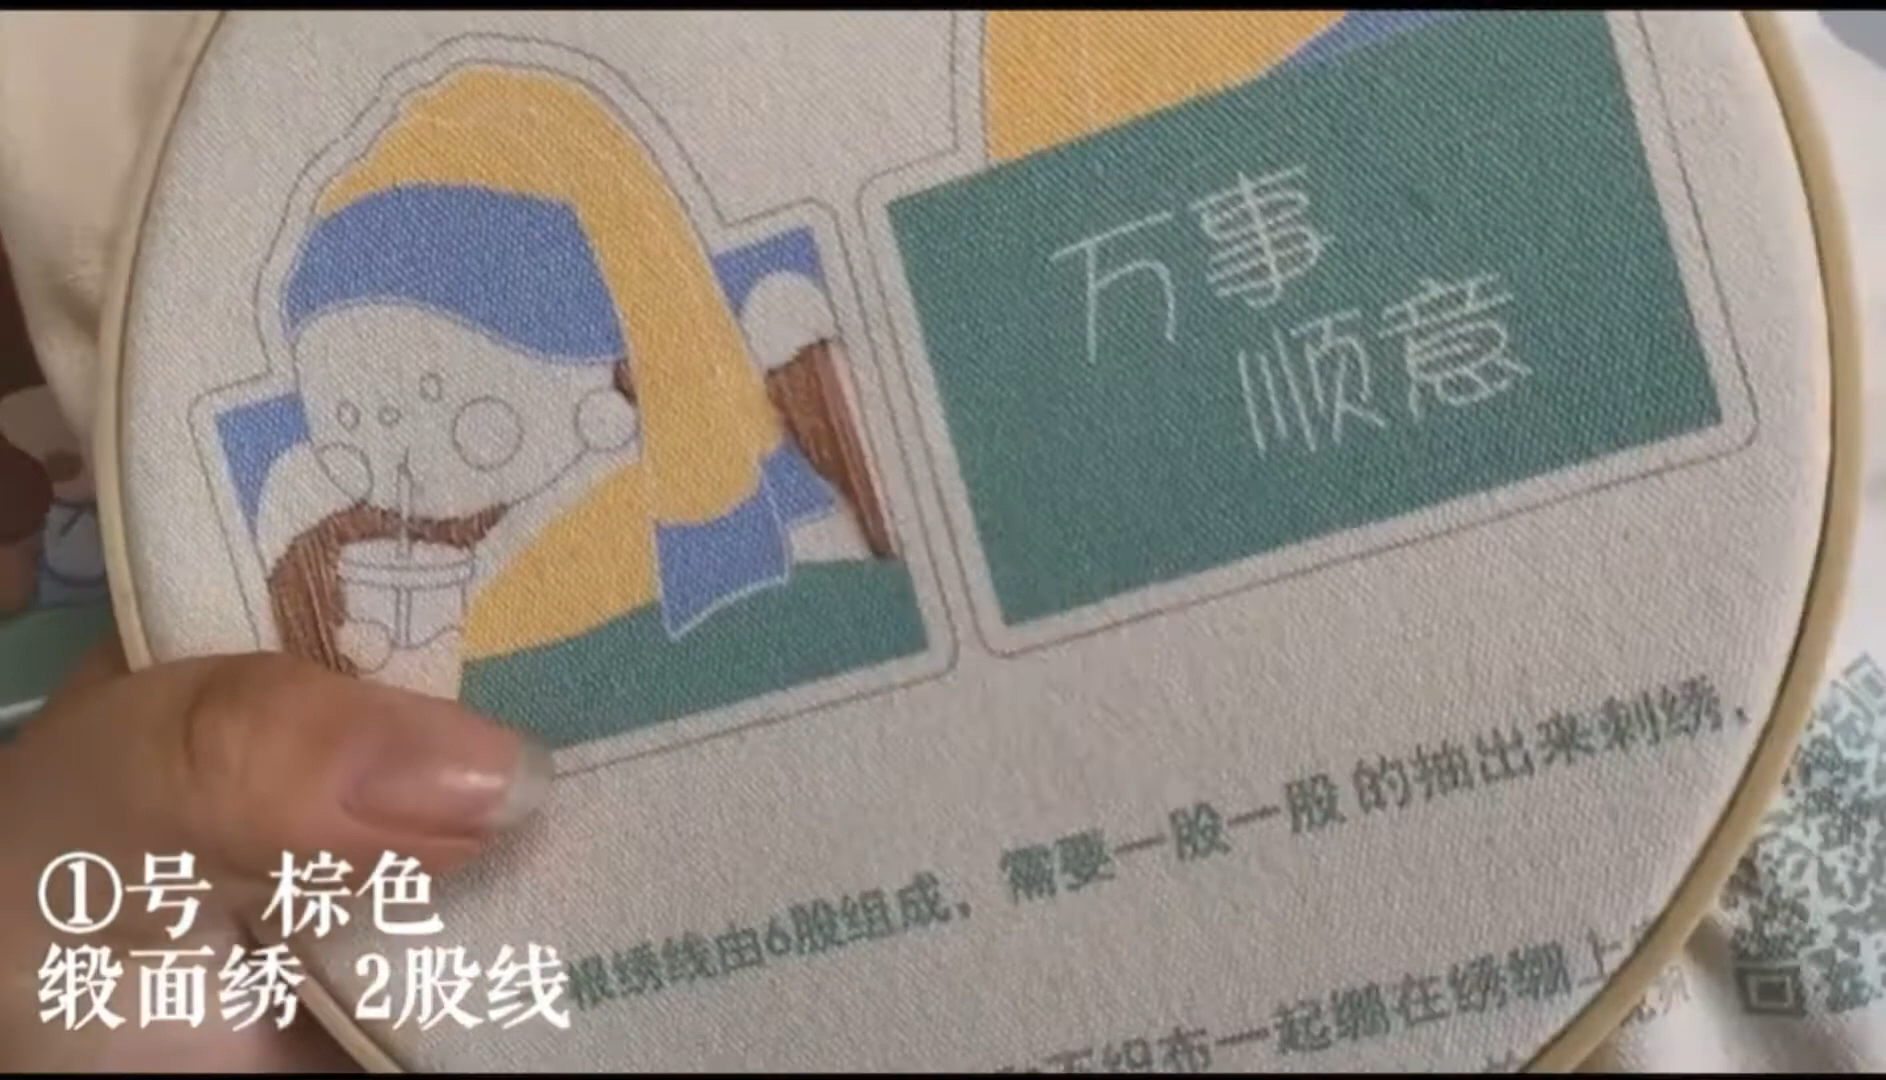 万事
顺意
根绣线由6股组成，需要一股一股的抽出来刺绣，
布一起绷在绣绷上
①号 棕色
缎面绣 2股线